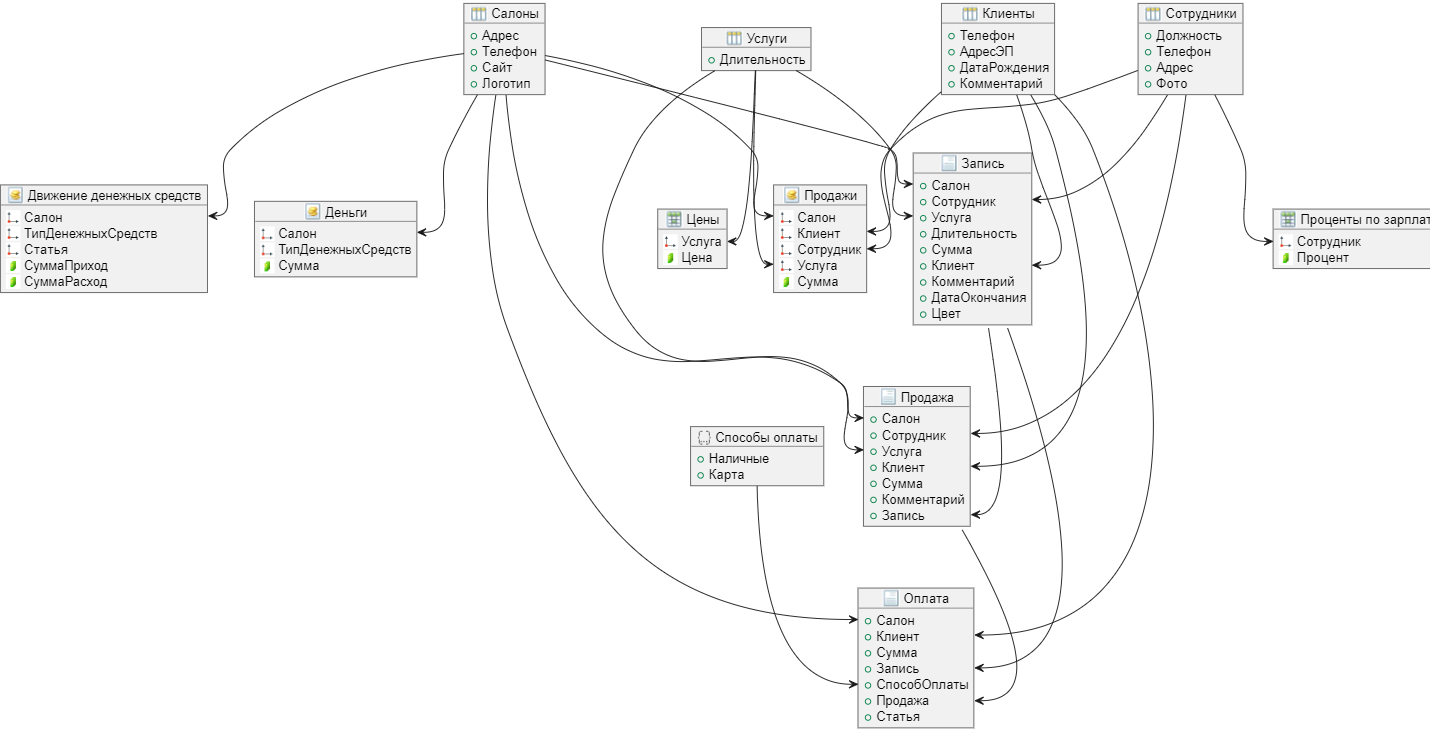 Салоны
Адрес
Телефон
Сайт
Логотип
Услуги
Длительность
Клиенты
Телефон
АдресЭП
ДатаРождения
Комментарий
Сотрудники
Должность
Телефон
Адрес
Фото
Движение денежных средств
Салон
ТипДенежныхСредств
Статья
СуммаПриход
СуммаРасход
Деньги
Салон
ТипДенежныхСредств
Сумма
Цены
Услуга
Цена
Продажи
Салон
Клиент
Сотрудник
Услуга
Сумма
Запись
Салон
Сотрудник
Услуга
Длительность
Сумма
Клиент
Комментарий
ДатаОкончания
Цвет
Проценты по зарплат
Сотрудник
Процент
Способы оплаты
Наличные
Карта
Продажа
Салон
Сотрудник
Услуга
Клиент
Сумма
Комментарий
Запись
Оплата
Салон
Клиент
Сумма
Запись
СпособОплаты
Продажа
Статья